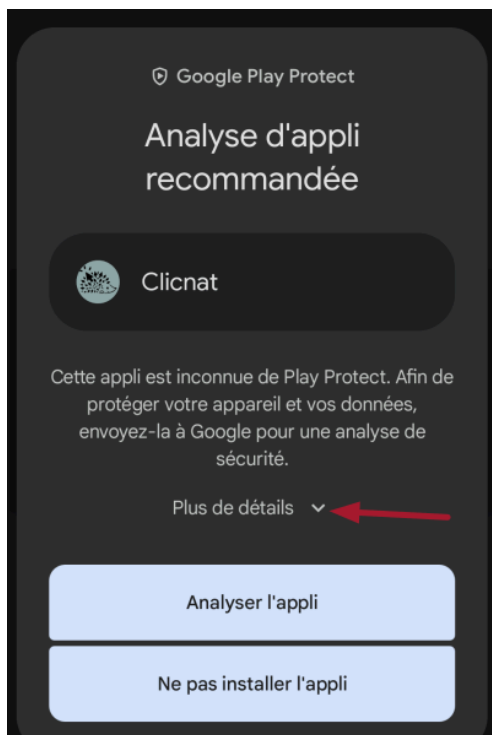 Google Play Protect
Analyse d'appli
recommandée
Clicnat
Cette appli est inconnue de Play Protect. Afin de
protéger votre appareil et vos données,
envoyez-la à Google pour une analyse de
sécurité.
Plus de détails
Analyser l'appli
Ne pas installer l'appli